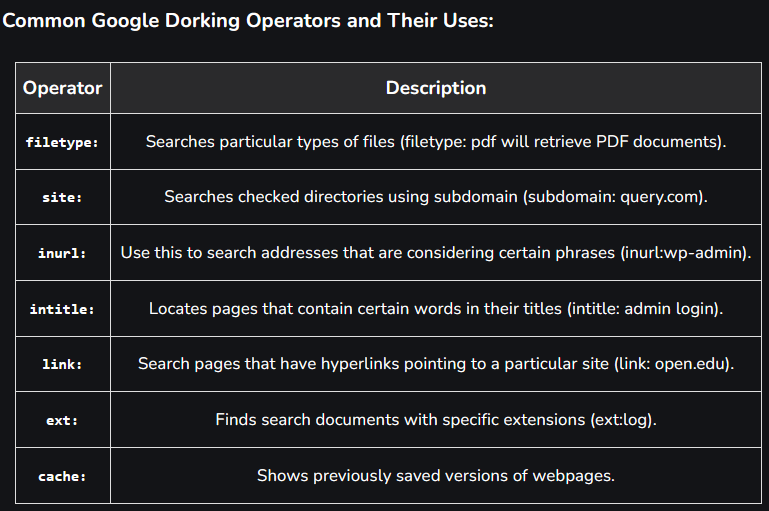 Common Google Dorking Operators and Their Uses:
Operator Description
filetype: Searches particular types of files (filetype: pdf will retrieve PDF documents).
site: Searches checked directories using subdomain (subdomain: query.com).
inurl: Use this to search addresses that are considering certain phrases (inurl:wp-admin).
intitle: Locates pages that contain certain words in their titles (intitle: admin login).
link: Search pages that have hyperlinks pointing to a particular site (link: open.edu).
ext: Finds search documents with specific extensions (ext:log).
cache: Shows previously saved versions of webpages.